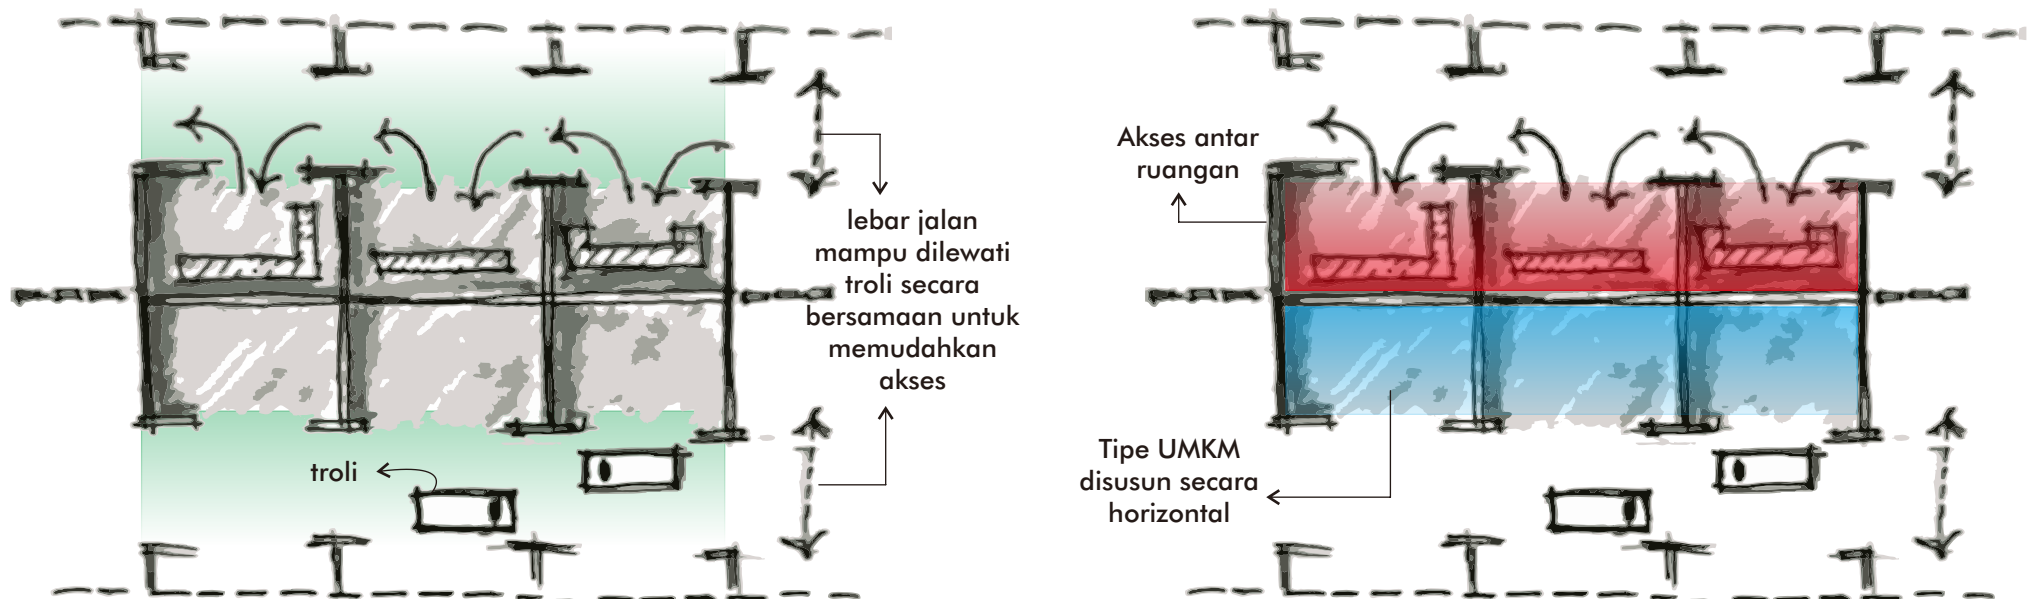 lebar jalan
mampu dilewati
troli secara
bersamaan untuk
memudahkan
akses
troli
Akses antar
ruangan
Tipe UMKM
disusun secara
horizontal